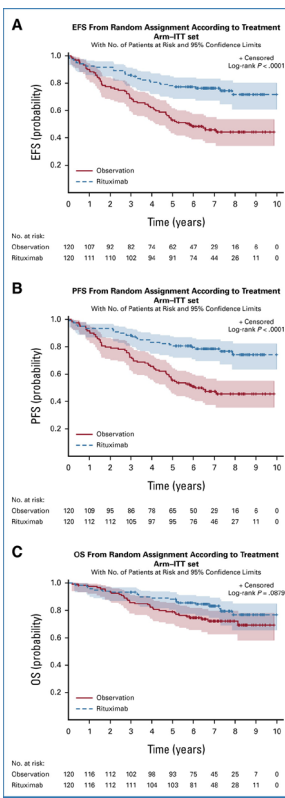 A
EFS From Random Assignment According to Treatment
Arm–ITT set
With No. of Patients at Risk and 95% Confidence Limits
+ Censored
Log-rank P < .0001
1.0
0.8
0.6
0.4
0.2
EFS (probability)
Observation
Rituximab
0 1 2 3 4 5 6 7 8 9 10
Time (years)
No. at risk:
Observation 120 107 92 82 74 62 47 29 16 6 0
Rituximab 120 111 110 102 94 91 74 44 26 11 0
B
PFS From Random Assignment According to Treatment
Arm–ITT set
With No. of Patients at Risk and 95% Confidence Limits
+ Censored
Log-rank P < .0001
1.0
0.8
0.6
0.4
0.2
PFS (probability)
Observation
Rituximab
0 1 2 3 4 5 6 7 8 9 10
Time (years)
No. at risk:
Observation 120 109 95 86 78 65 50 29 16 6 0
Rituximab 120 112 112 105 97 95 76 46 27 11 0
C
OS From Random Assignment According to Treatment
Arm–ITT set
With No. of Patients at Risk and 95% Confidence Limits
+ Censored
Log-rank P = .0879
1.0
0.8
0.6
0.4
0.2
OS (probability)
Observation
Rituximab
0 1 2 3 4 5 6 7 8 9 10
Time (years)
No. at risk:
Observation 120 116 112 102 98 93 75 45 25 7 0
Rituximab 120 116 112 111 104 103 81 48 28 11 0